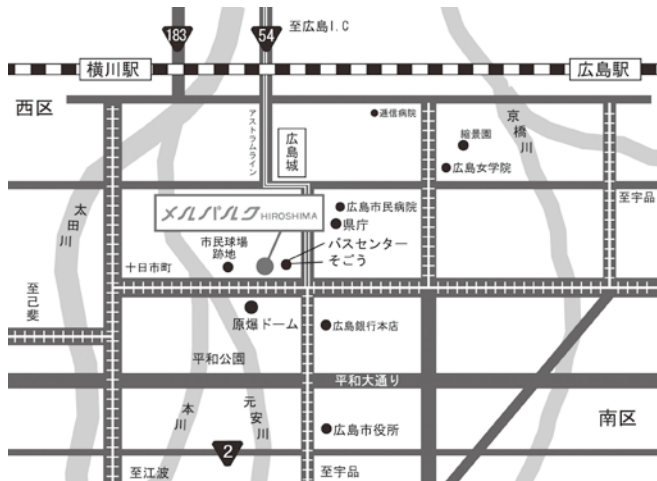 183
54
至広島I.C
横川駅
広島駅
西区
アストラムライン
広島城
逓信病院
縮景園
京橋川
広島女学院
至宇品
太田川
メルパルク HIROSHIMA
広島市民病院
県庁
市民球場
跡地
バスセンター
そごう
十日市町
至己斐
原爆ドーム
広島銀行本店
平和公園
平和大通り
本川
元安川
南区
広島市役所
2
至江波
至宇品